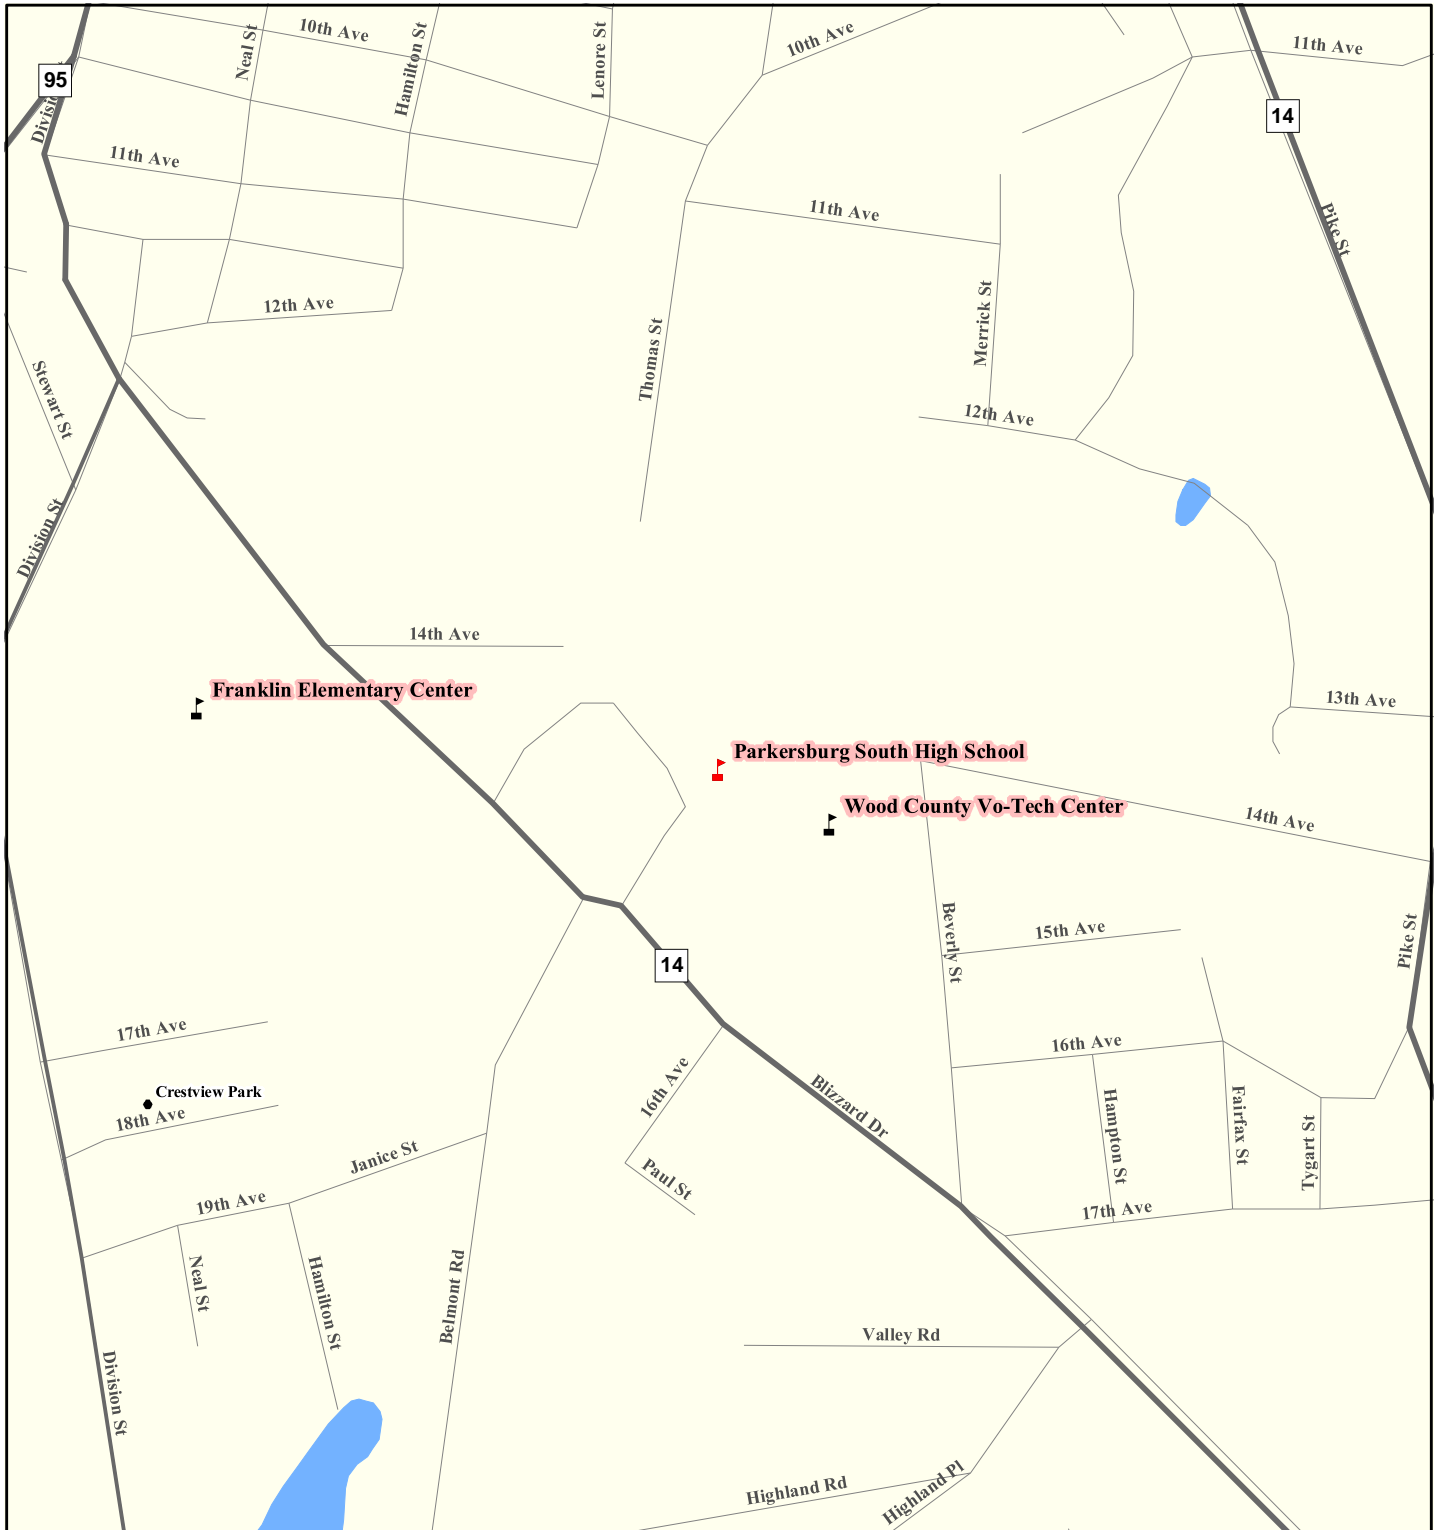 10th Ave
Neal St
Hamilton St
Lenore St
10th Ave
11th Ave
95
14
11th Ave
11th Ave
Pike St
12th Ave
Merrick St
Thomas St
Stewart St
12th Ave
Division St
14th Ave
Franklin Elementary Center
13th Ave
Parkersburg South High School
Wood County Vo-Tech Center
14th Ave
Beverly St
15th Ave
Pike St
14
17th Ave
16th Ave
Crestview Park
16th Ave
Blizzard Dr
18th Ave
Hampton St
Fairfax St
Tygart St
Janice St
Paul St
19th Ave
17th Ave
Neal St
Hamilton St
Belmont Rd
Valley Rd
Division St
Highland Rd
Highland Pl